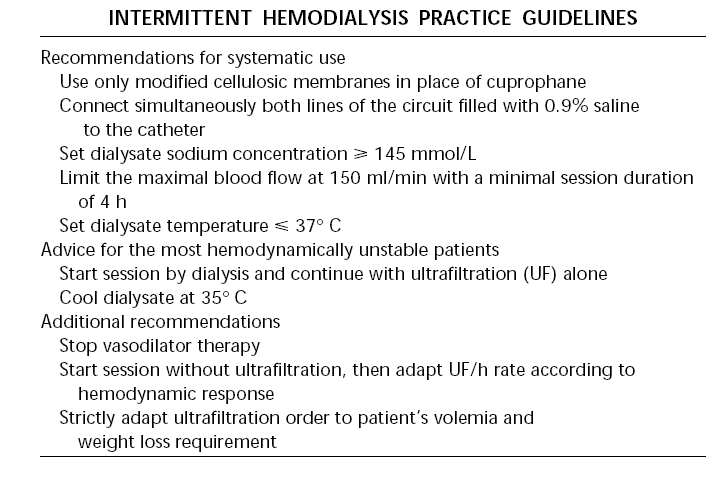 INTERMITTENT HEMODIALYSIS PRACTICE GUIDELINES
Recommendations for systematic use
Use only modified cellulosic membranes in place of cuprophane
Connect simultaneously both lines of the circuit filled with 0.9% saline
to the catheter
Set dialysate sodium concentration ⩾ 145 mmol/L
Limit the maximal blood flow at 150 ml/min with a minimal session duration
of 4 h
Set dialysate temperature ⩽ 37° C
Advice for the most hemodynamically unstable patients
Start session by dialysis and continue with ultrafiltration (UF) alone
Cool dialysate at 35° C
Additional recommendations
Stop vasodilator therapy
Start session without ultrafiltration, then adapt UF/h rate according to
hemodynamic response
Strictly adapt ultrafiltration order to patient's volemia and
weight loss requirement